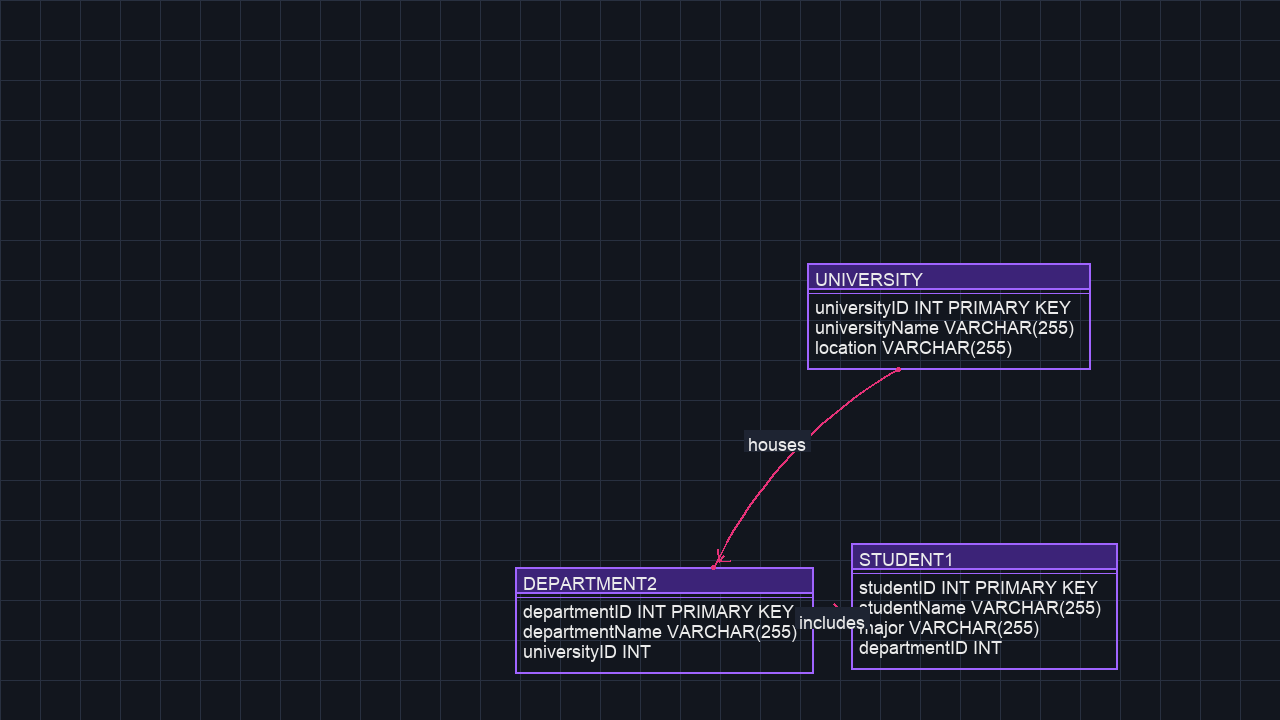 UNIVERSITY
universityID INT PRIMARY KEY
universityName VARCHAR(255)
location VARCHAR(255)
houses
DEPARTMENT2
departmentID INT PRIMARY KEY
departmentName VARCHAR(255)
universityID INT
includes
STUDENT1
studentID INT PRIMARY KEY
studentName VARCHAR(255)
major VARCHAR(255)
departmentID INT